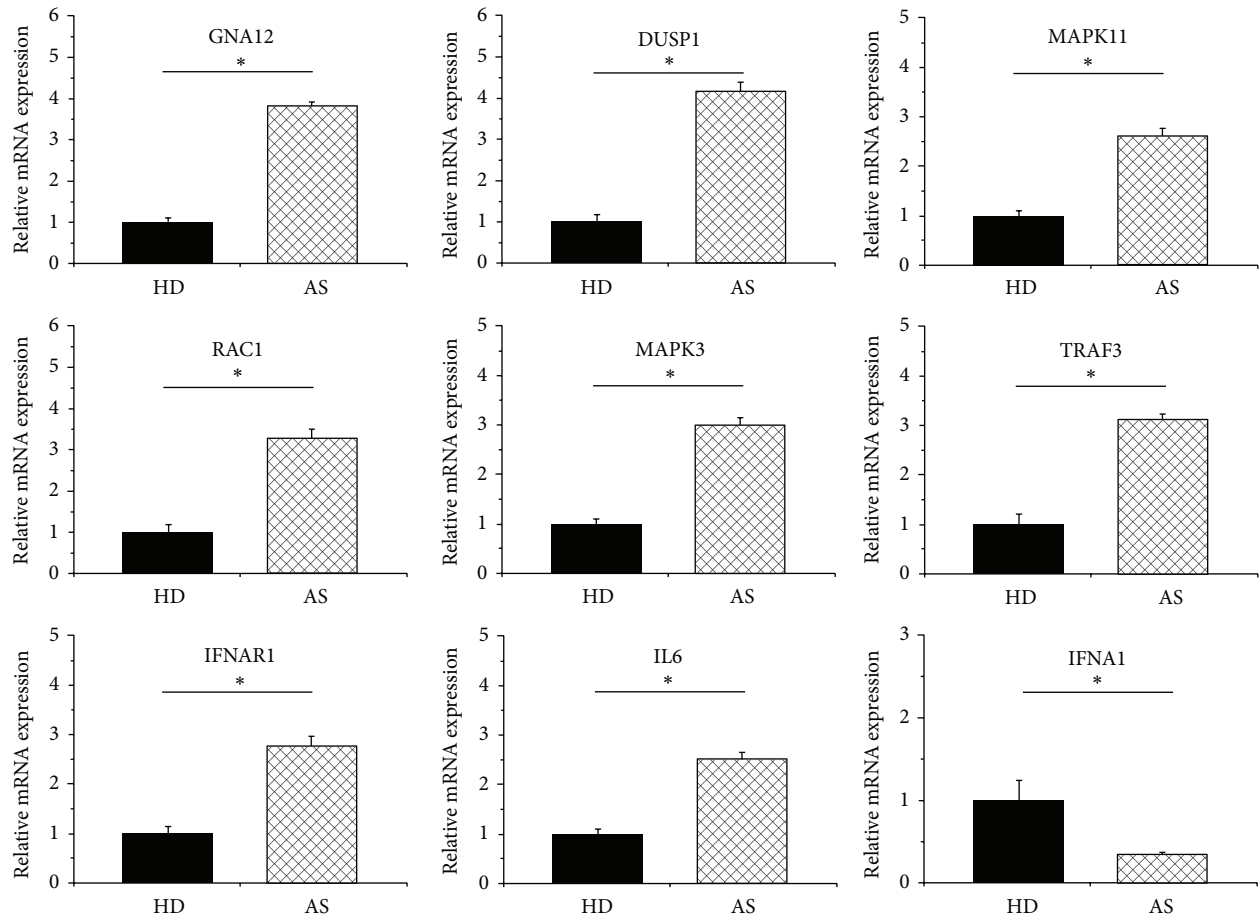 GNA12
*
Relative mRNA expression
6
5
4
3
2
1
0
HD AS
DUSP1
*
Relative mRNA expression
6
5
4
3
2
1
0
HD AS
MAPK11
*
Relative mRNA expression
5
4
3
2
1
0
HD AS
RAC1
*
Relative mRNA expression
6
5
4
3
2
1
0
HD AS
MAPK3
*
Relative mRNA expression
5
4
3
2
1
0
HD AS
TRAF3
*
Relative mRNA expression
5
4
3
2
1
0
HD AS
IFNAR1
*
Relative mRNA expression
5
4
3
2
1
0
HD AS
IL6
*
Relative mRNA expression
5
4
3
2
1
0
HD AS
IFNA1
*
Relative mRNA expression
3
2
1
0
HD AS